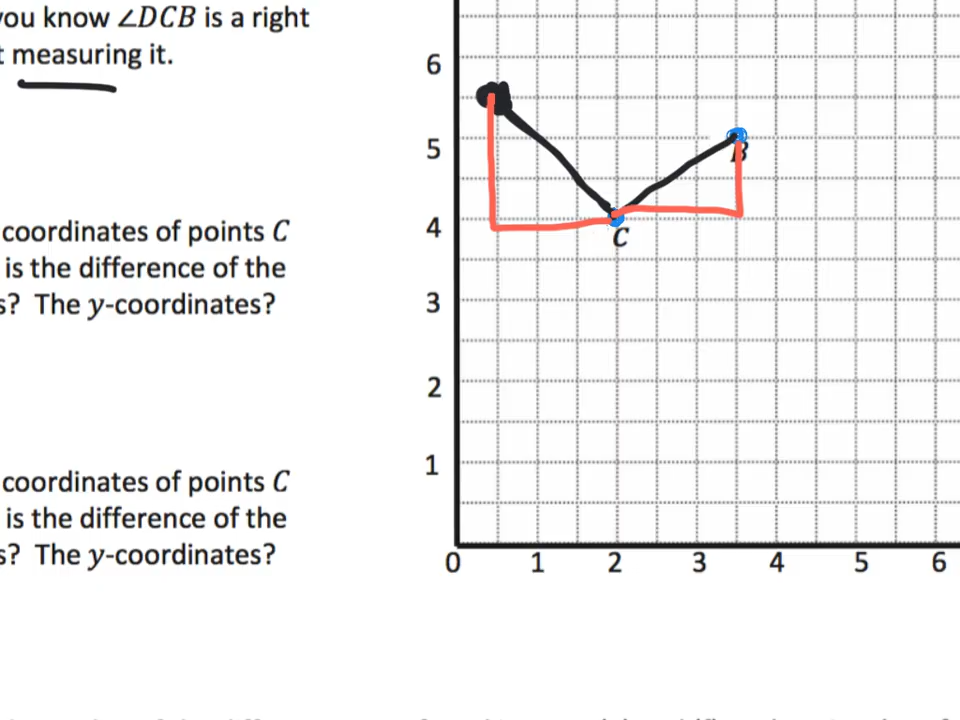 you know ∠DCB is a right
t measuring it.
coordinates of points C
is the difference of the
s? The y-coordinates?
coordinates of points C
is the difference of the
s? The y-coordinates?
6
5
4
3
2
1
0 1 2 3 4 5 6
B
C